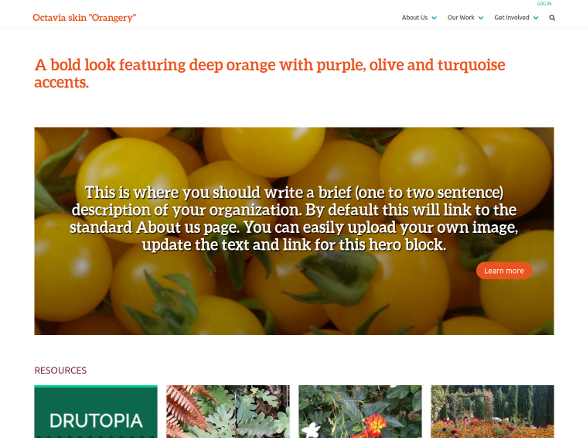 LOG IN
Octavia skin "Orangery"
About Us
Our Work
Get Involved
A bold look featuring deep orange with purple, olive and turquoise
accents.
This is where you should write a brief (one to two sentence)
description of your organization. By default this will link to the
standard About us page. You can easily upload your own image,
update the text and link for this hero block.
Learn more
RESOURCES
DRUTOPIA